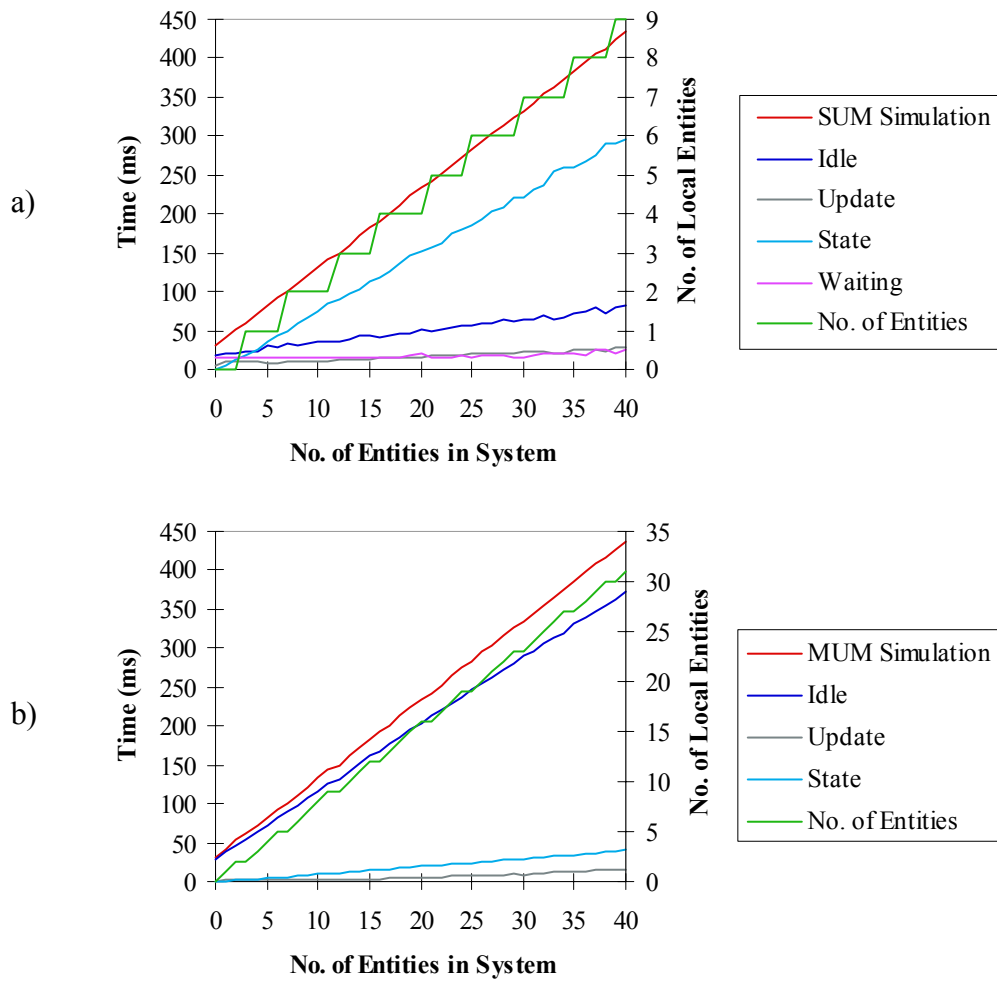 a)
Time (ms)
450
400
350
300
250
200
150
100
50
0
9
8
7
6
5
4
3
2
1
0
No. of Local Entities
0 5 10 15 20 25 30 35 40
No. of Entities in System
SUM Simulation
Idle
Update
State
Waiting
No. of Entities
b)
Time (ms)
450
400
350
300
250
200
150
100
50
0
35
30
25
20
15
10
5
0
No. of Local Entities
0 5 10 15 20 25 30 35 40
No. of Entities in System
MUM Simulation
Idle
Update
State
No. of Entities